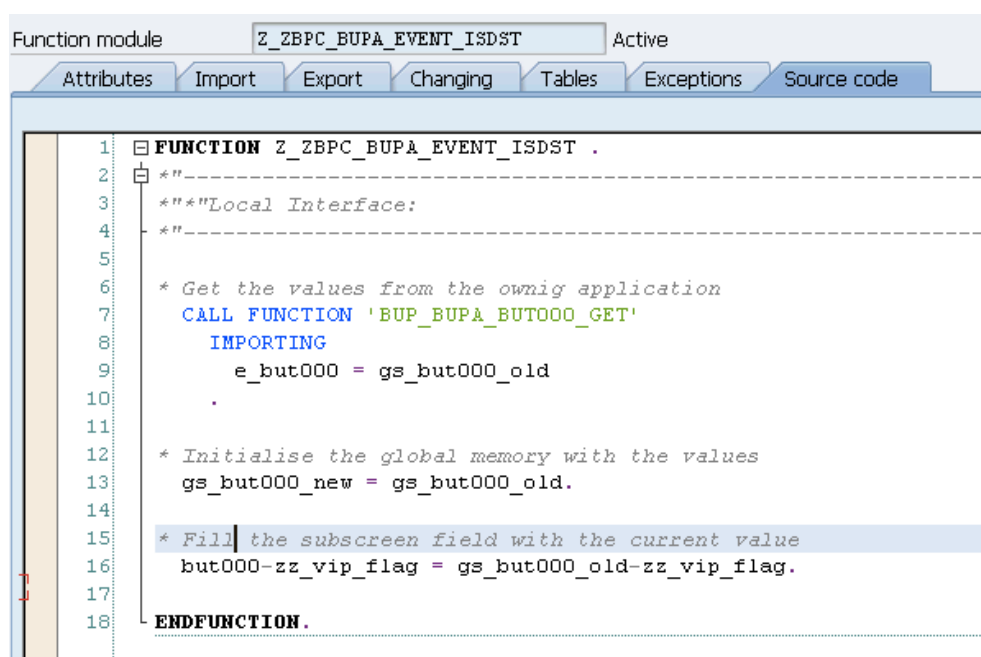 Function module Z_ZBPC_BUPA_EVENT_ISDST Active
Attributes Import Export Changing Tables Exceptions Source code
1 FUNCTION Z_ZBPC_BUPA_EVENT_ISDST .
2 *"----------------------------------------------------------------------
3 *"*"Local Interface:
4 *"----------------------------------------------------------------------
5
6 * Get the values from the ownig application
7 CALL FUNCTION 'BUP_BUPA_BUT000_GET'
8 IMPORTING
9 e_but000 = gs_but000_old
10 .
11
12 * Initialise the global memory with the values
13 gs_but000_new = gs_but000_old.
14
15 * Fill the subscreen field with the current value
16 but000-zz_vip_flag = gs_but000_old-zz_vip_flag.
17
18 ENDFUNCTION.